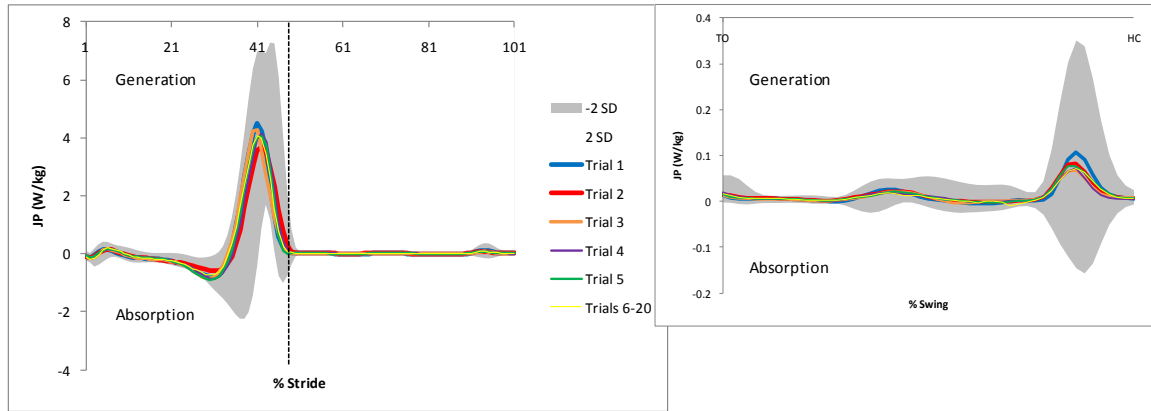 8
6
4
2
0
-2
-4
1
21
41
61
81
101
Generation
Absorption
JP (W/kg)
% Stride
-2 SD
2 SD
Trial 1
Trial 2
Trial 3
Trial 4
Trial 5
Trials 6-20
0.4
0.3
0.2
0.1
0
-0.1
-0.2
TO
HC
Generation
Absorption
JP (W/kg)
% Swing